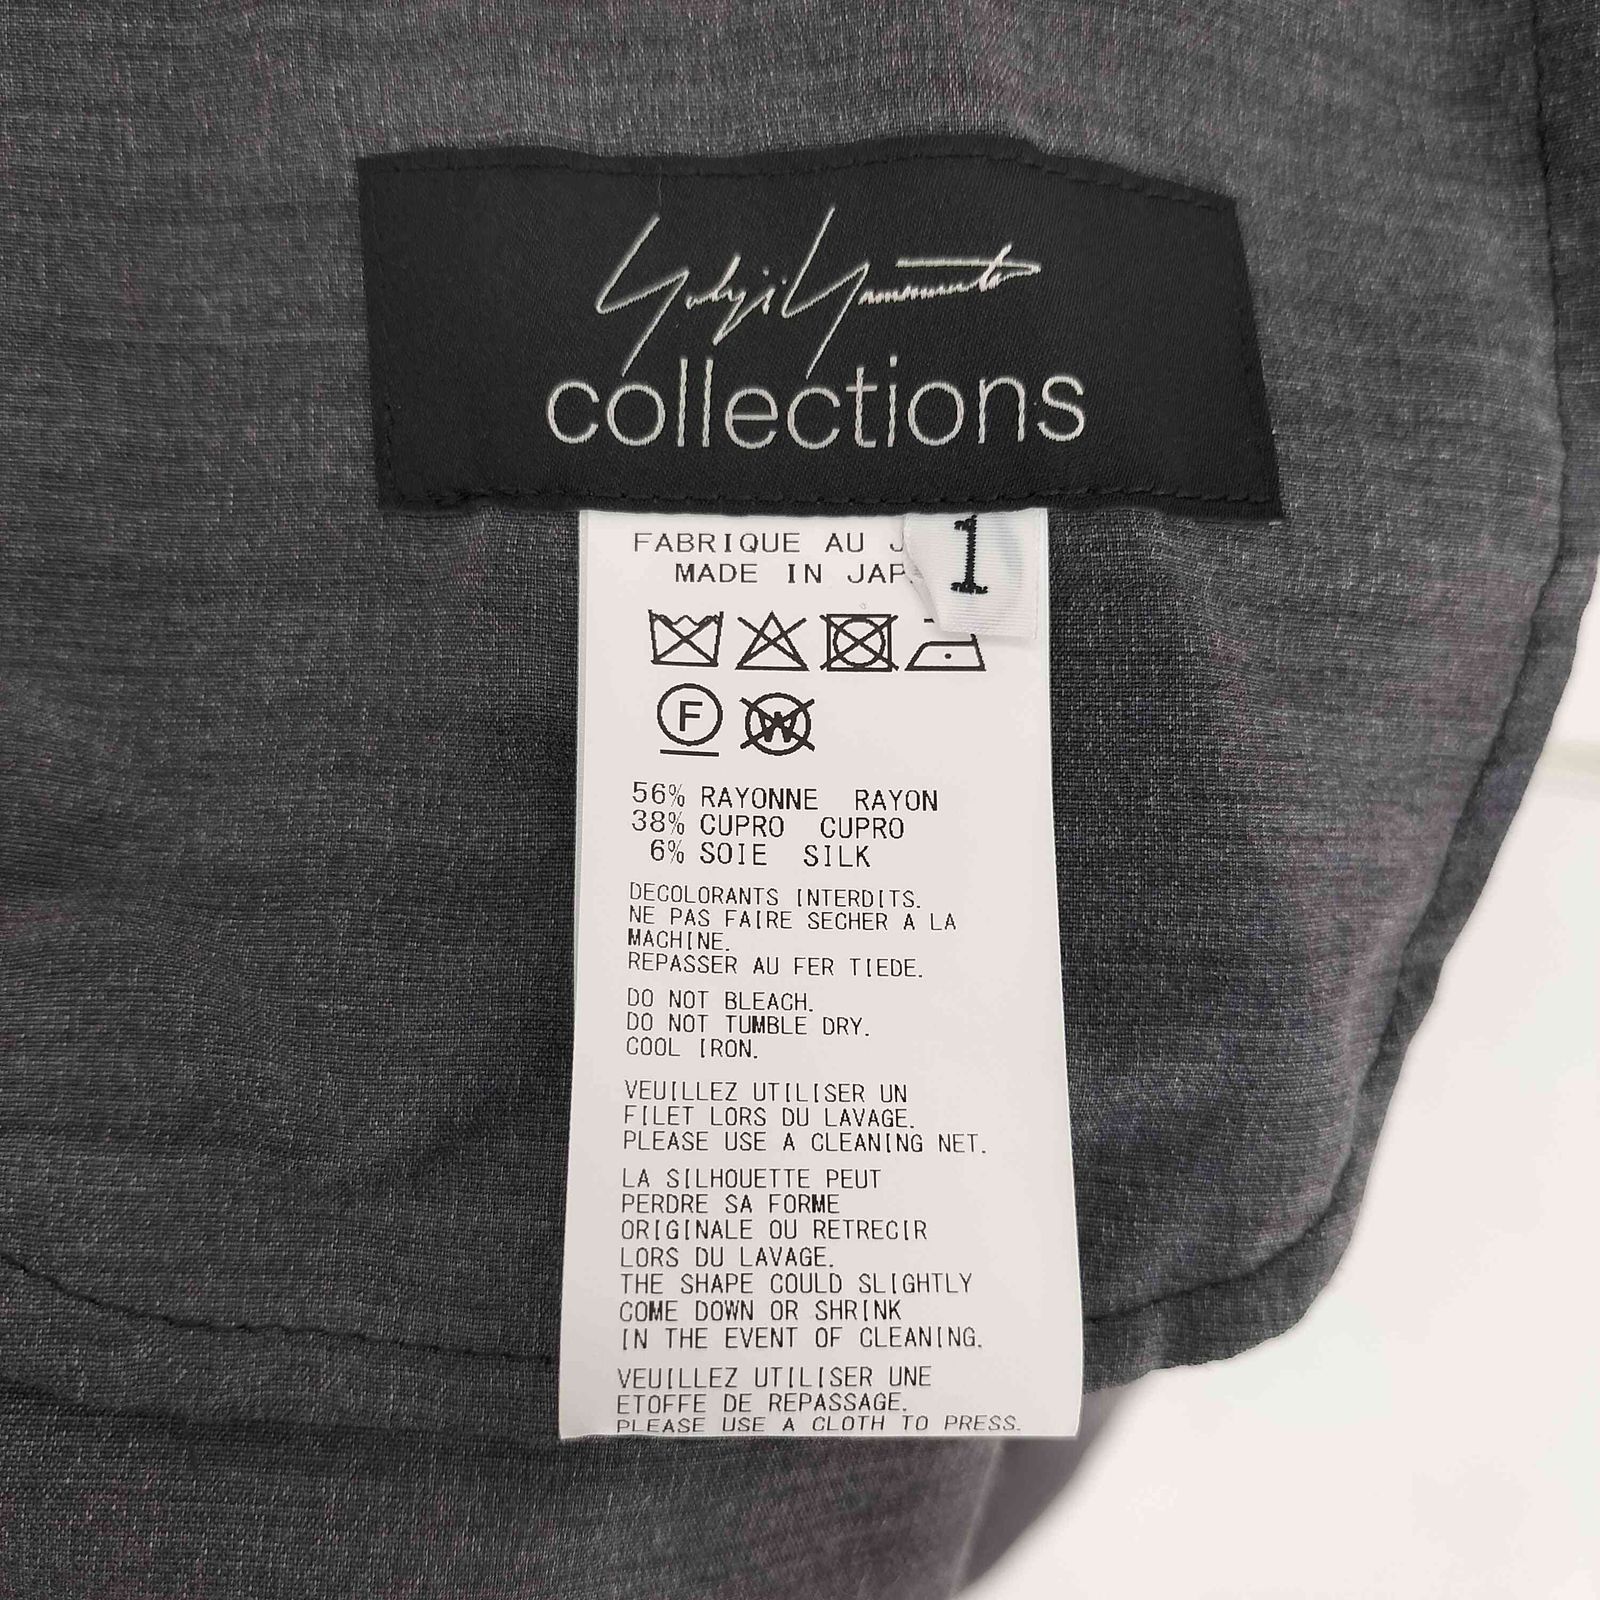 Yohji Yamamoto
collections
1
FABRIQUE AU J
MADE IN JAP
F
W
56% RAYONNE RAYON
38% CUPRO CUPRO
6% SOIE SILK
DECOLORANTS INTERDITS.
NE PAS FAIRE SECHER A LA
MACHINE.
REPASSER AU FER TIEDE.
DO NOT BLEACH.
DO NOT TUMBLE DRY.
COOL IRON.
VEUILLEZ UTILISER UN
FILET LORS DU LAVAGE.
PLEASE USE A CLEANING NET.
LA SILHOUETTE PEUT
PERDRE SA FORME
ORIGINALE OU RETRECIR
LORS DU LAVAGE.
THE SHAPE COULD SLIGHTLY
COME DOWN OR SHRINK
IN THE EVENT OF CLEANING.
VEUILLEZ UTILISER UNE
ETOFFE DE REPASSAGE.
PLEASE USE A CLOTH TO PRESS.